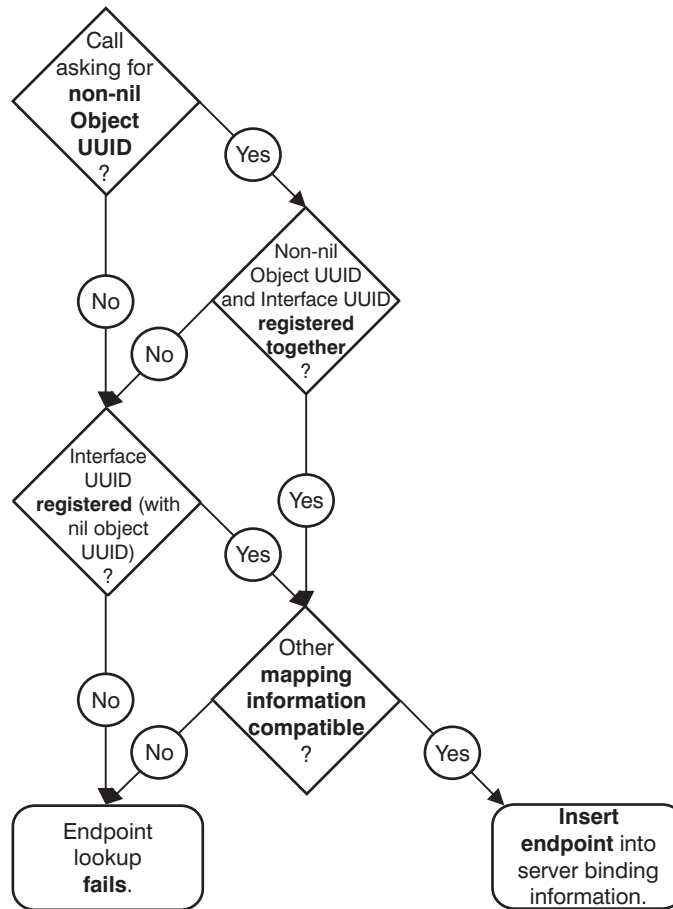 Call
asking for
non-nil
Object
UUID
?
Yes
Non-nil
Object UUID
and Interface UUID
registered
together
?
No
No
Interface
UUID
registered (with
nil object
UUID)
?
Yes
Yes
Other
mapping
information
compatible
?
No
No
Yes
Endpoint
lookup
fails.
Insert
endpoint into
server binding
information.